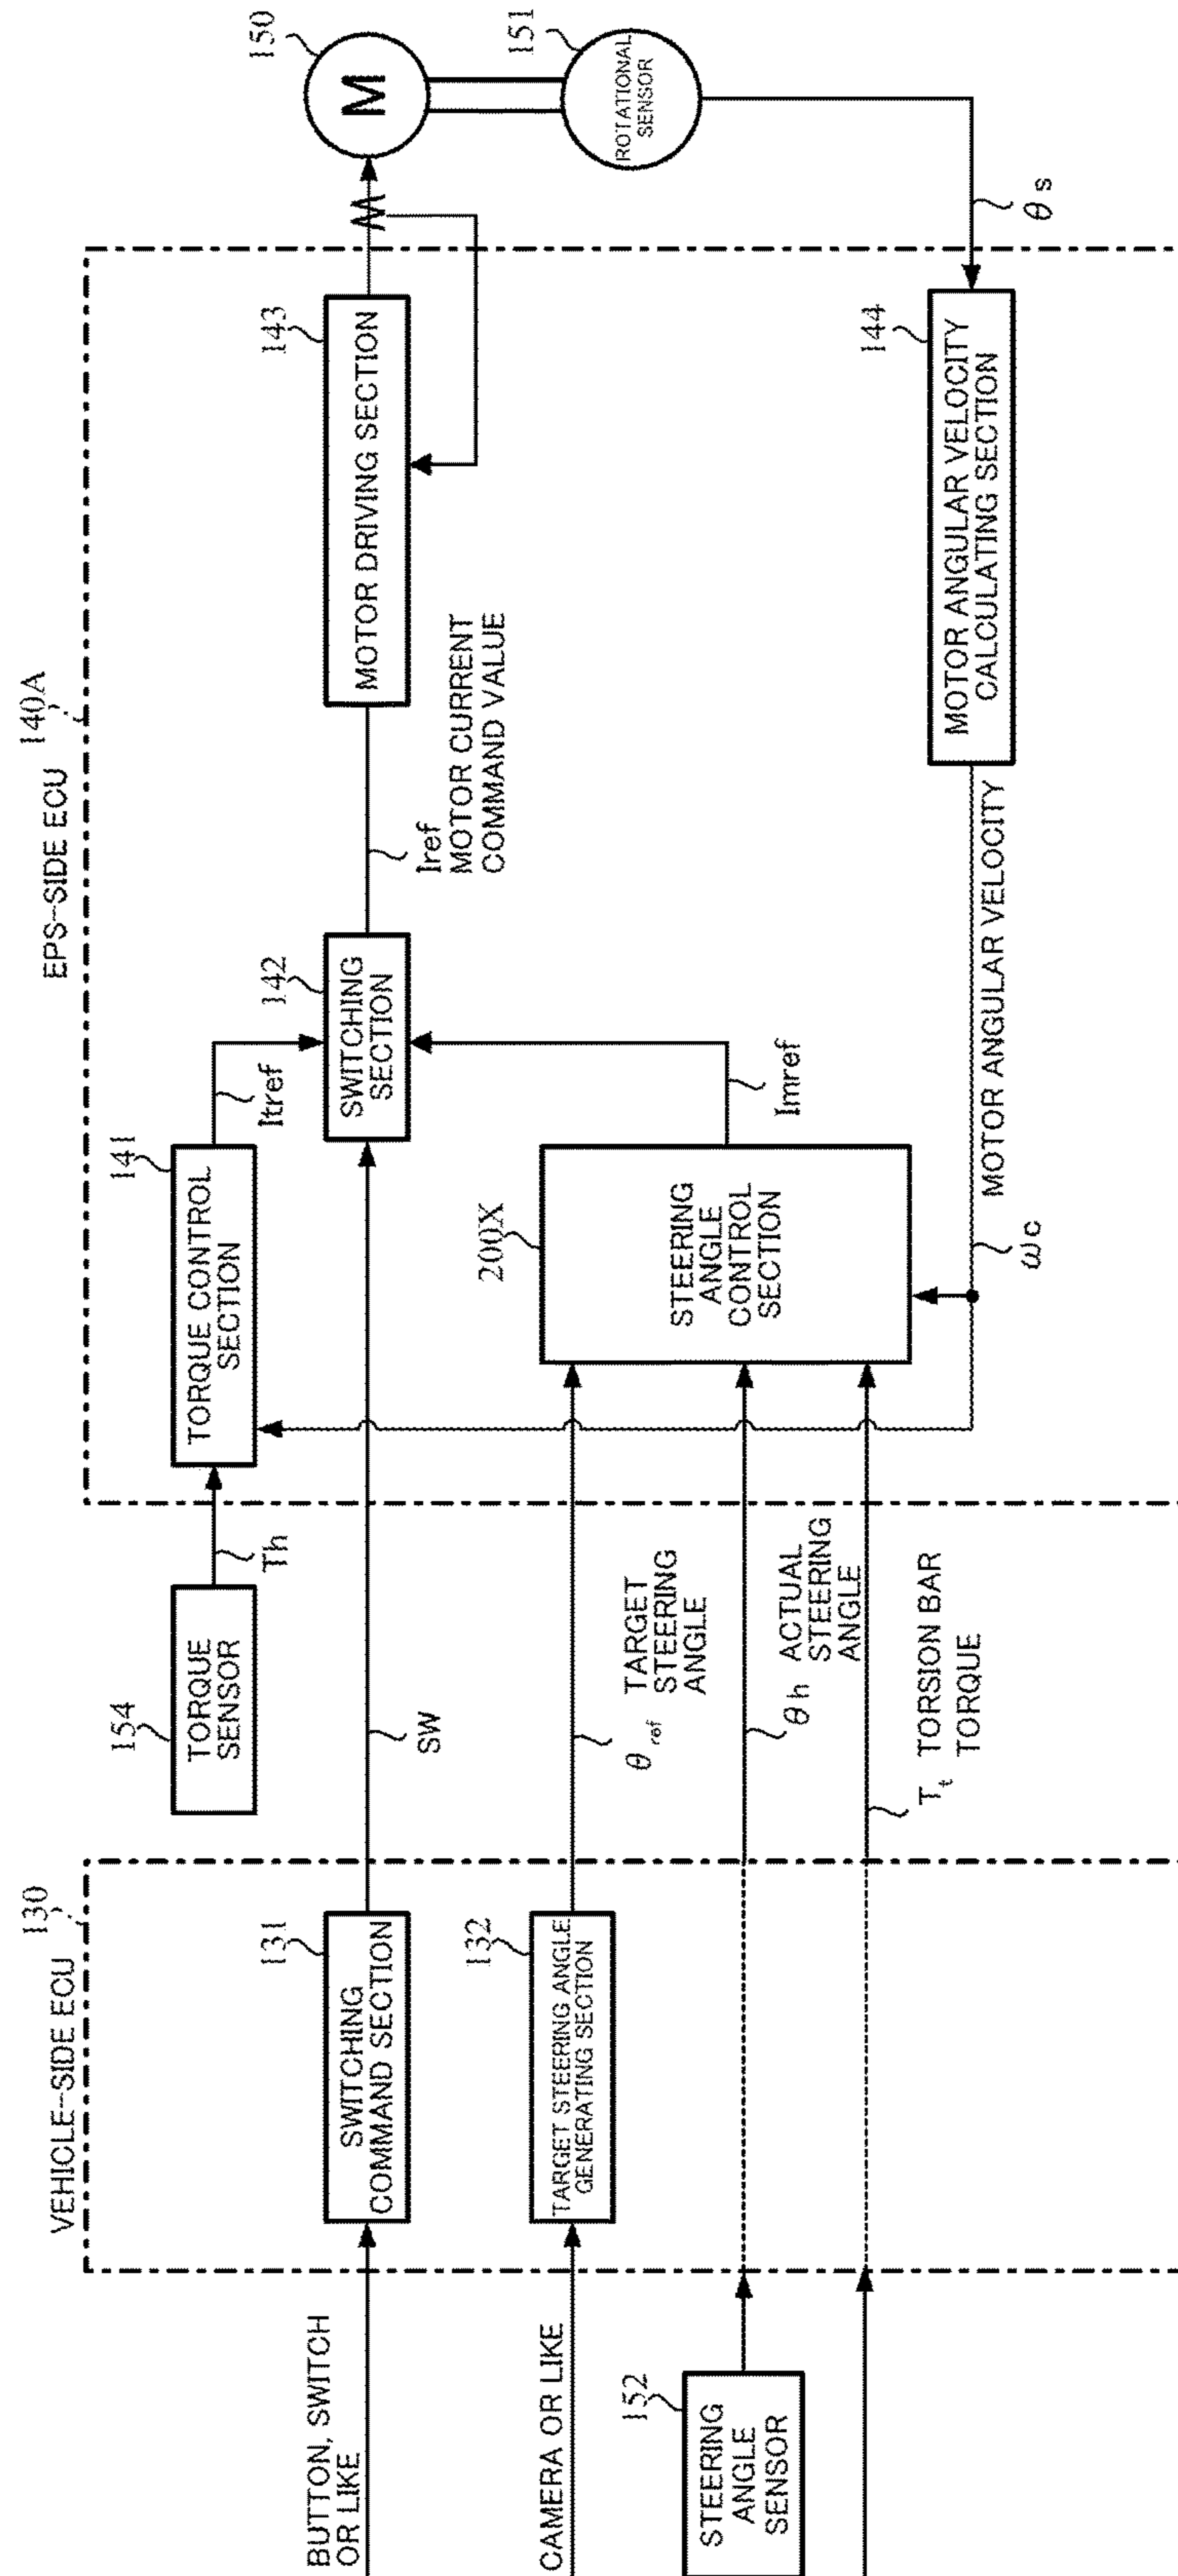 VEHICLE-SIDE ECU
130
EPS-SIDE ECU
140A
BUTTON, SWITCH
OR LIKE
131
SWITCHING
COMMAND SECTION
SW
154
TORQUE
SENSOR
Th
141
TORQUE CONTROL
SECTION
Itref
142
SWITCHING
SECTION
Iref
MOTOR CURRENT
COMMAND VALUE
143
MOTOR DRIVING SECTION
150
M
151
ROTATIONAL
SENSOR
θs
CAMERA OR LIKE
132
TARGET STEERING ANGLE
GENERATING SECTION
θref
TARGET
STEERING
ANGLE
200X
STEERING
ANGLE
CONTROL
SECTION
Imref
152
STEERING
ANGLE
SENSOR
θh
ACTUAL
STEERING
ANGLE
Tt
TORSION BAR
TORQUE
144
MOTOR ANGULAR VELOCITY
CALCULATING SECTION
MOTOR ANGULAR VELOCITY
ωc